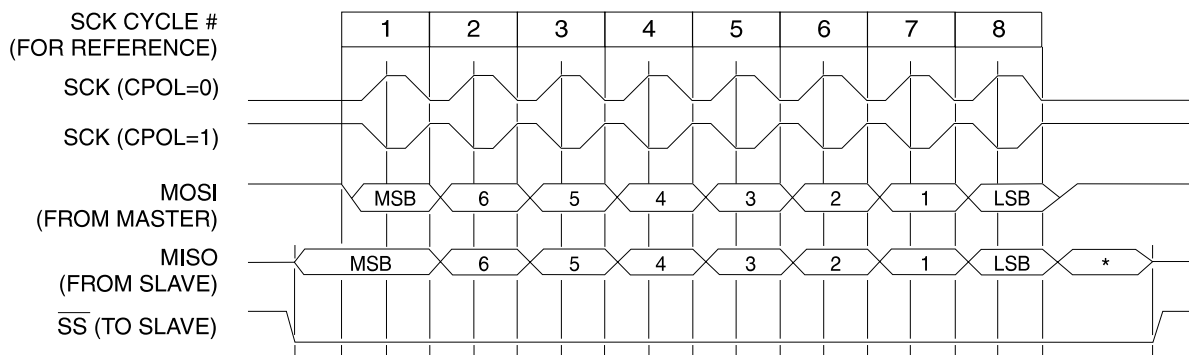 SCK CYCLE #
(FOR REFERENCE)
1 2 3 4 5 6 7 8
SCK (CPOL=0)
SCK (CPOL=1)
MOSI
(FROM MASTER)
MSB 6 5 4 3 2 1 LSB
MISO
(FROM SLAVE)
MSB 6 5 4 3 2 1 LSB *
SS (TO SLAVE)